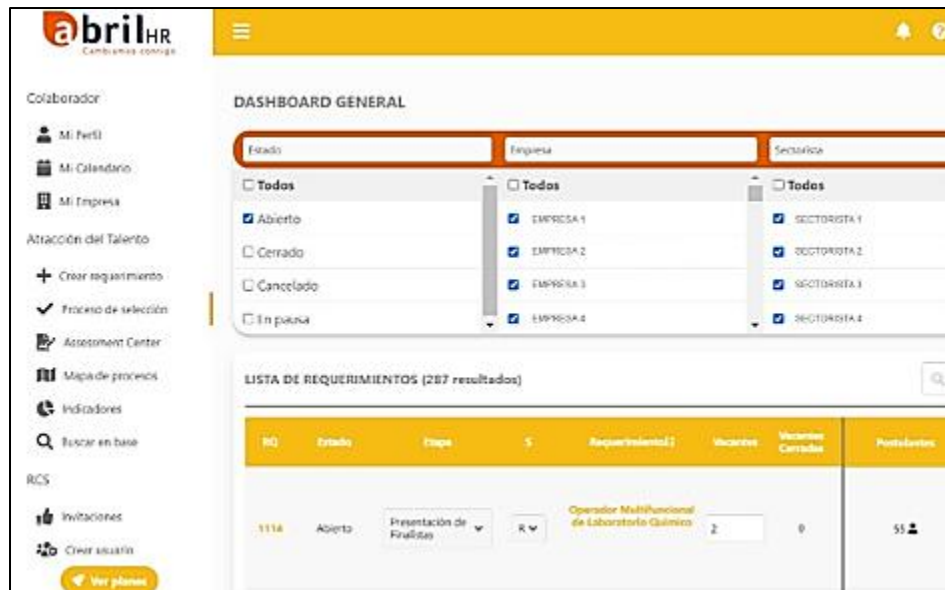 abrilHR
Cambiamos contigo
Colaborador
Mi Perfil
Mi Calendario
Mi Empresa
Atracción del Talento
Crear requerimiento
Proceso de selección
Assessment Center
Mapa de procesos
Indicadores
Buscar en base
RCS
Invitaciones
Crear usuario
Ver planes
DASHBOARD GENERAL
Estado Empresa Sectorista
Todos Todos Todos
Abierto EMPRESA 1 SECTORISTA 1
Cerrado EMPRESA 2 SECTORISTA 2
Cancelado EMPRESA 3 SECTORISTA 3
En pausa EMPRESA 4 SECTORISTA 4
LISTA DE REQUERIMIENTOS (287 resultados)
RQ Estado Etapa S Requerimiento Vacantes Vacantes Cerradas Postulantes
1114 Abierto Presentación de Finalistas R Operador Multifuncional de Laboratorio Químico 2 0 55